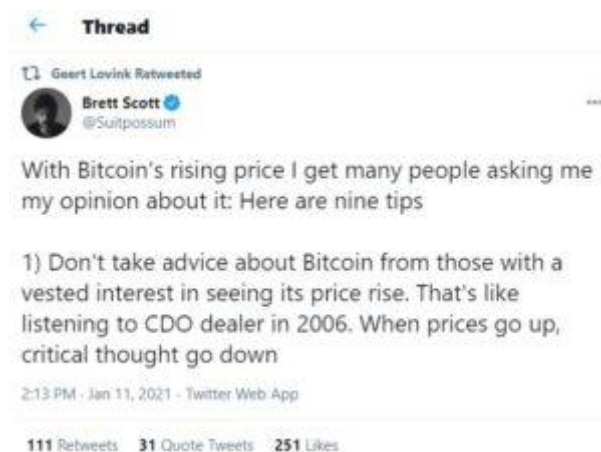 Thread
Geert Lovink Retweeted
Brett Scott
@Suitpossum
With Bitcoin's rising price I get many people asking me
my opinion about it: Here are nine tips
1) Don't take advice about Bitcoin from those with a
vested interest in seeing its price rise. That's like
listening to CDO dealer in 2006. When prices go up,
critical thought go down
2:13 PM · Jan 11, 2021 · Twitter Web App
111 Retweets 31 Quote Tweets 251 Likes